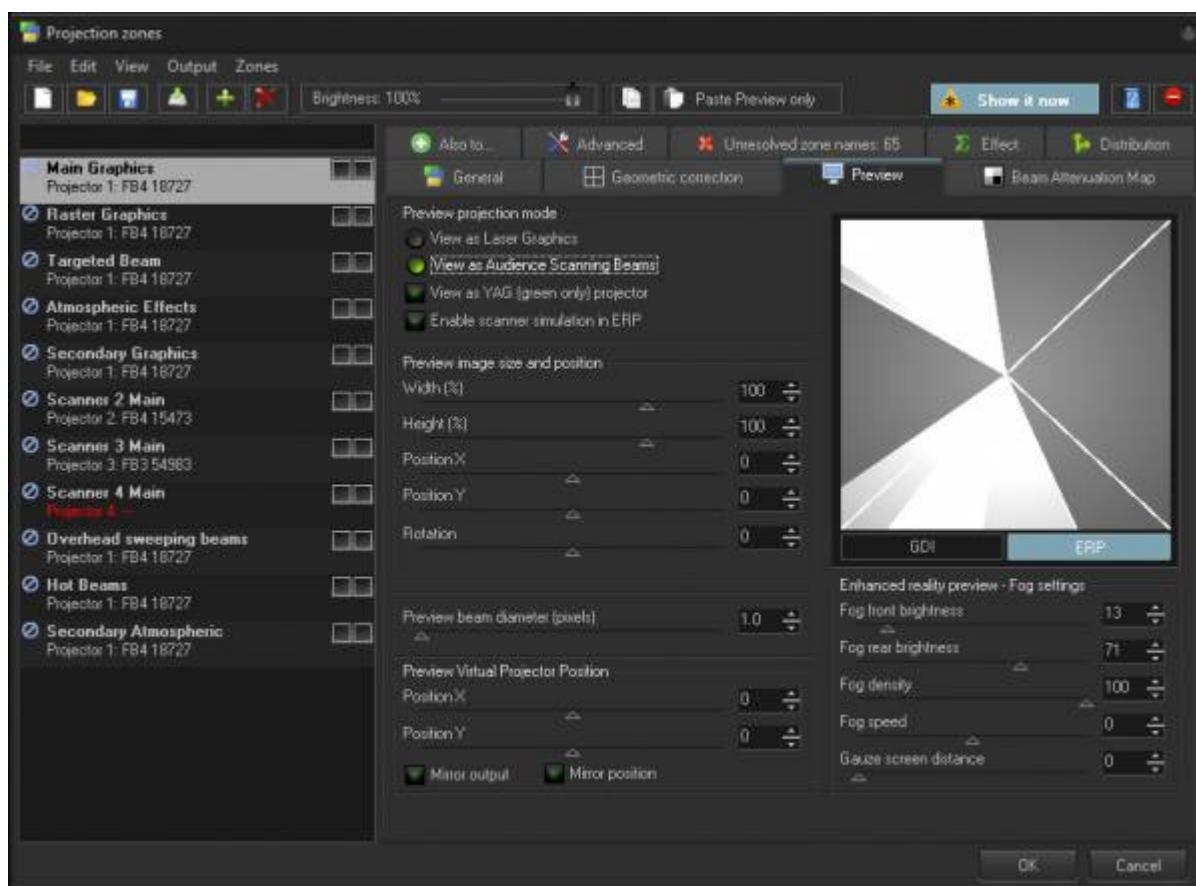 Projection zones
File Edit View Output Zones
Brightness: 100% Paste Preview only Show it now
Also to... Advanced Unresolved zone names: 65 Effect Distribution
General Geometric correction Preview Beam Attenuation Map
Main Graphics
Projector 1: FB4 18727
Raster Graphics
Projector 1: FB4 18727
Targeted Beam
Projector 1: FB4 18727
Atmospheric Effects
Projector 1: FB4 18727
Secondary Graphics
Projector 1: FB4 18727
Scanner 2 Main
Projector 2: FB4 15473
Scanner 3 Main
Projector 3: FB3 54983
Scanner 4 Main
Projector 4: --
Overhead sweeping beams
Projector 1: FB4 18727
Hot Beams
Projector 1: FB4 18727
Secondary Atmospheric
Projector 1: FB4 18727
Preview projection mode
View as Laser Graphics
View as Audience Scanning Beams
View as YAG (green only) projector
Enable scanner simulation in ERP
Preview image size and position
Width (%) 100
Height (%) 100
Position X 0
Position Y 0
Rotation 0
Preview beam diameter (pixels) 1.0
Preview Virtual Projector Position
Position X 0
Position Y 0
Mirror output Mirror position
GDI ERP
Enhanced reality preview - Fog settings
Fog front brightness 13
Fog rear brightness 71
Fog density 100
Fog speed 0
Gauze screen distance 0
OK Cancel